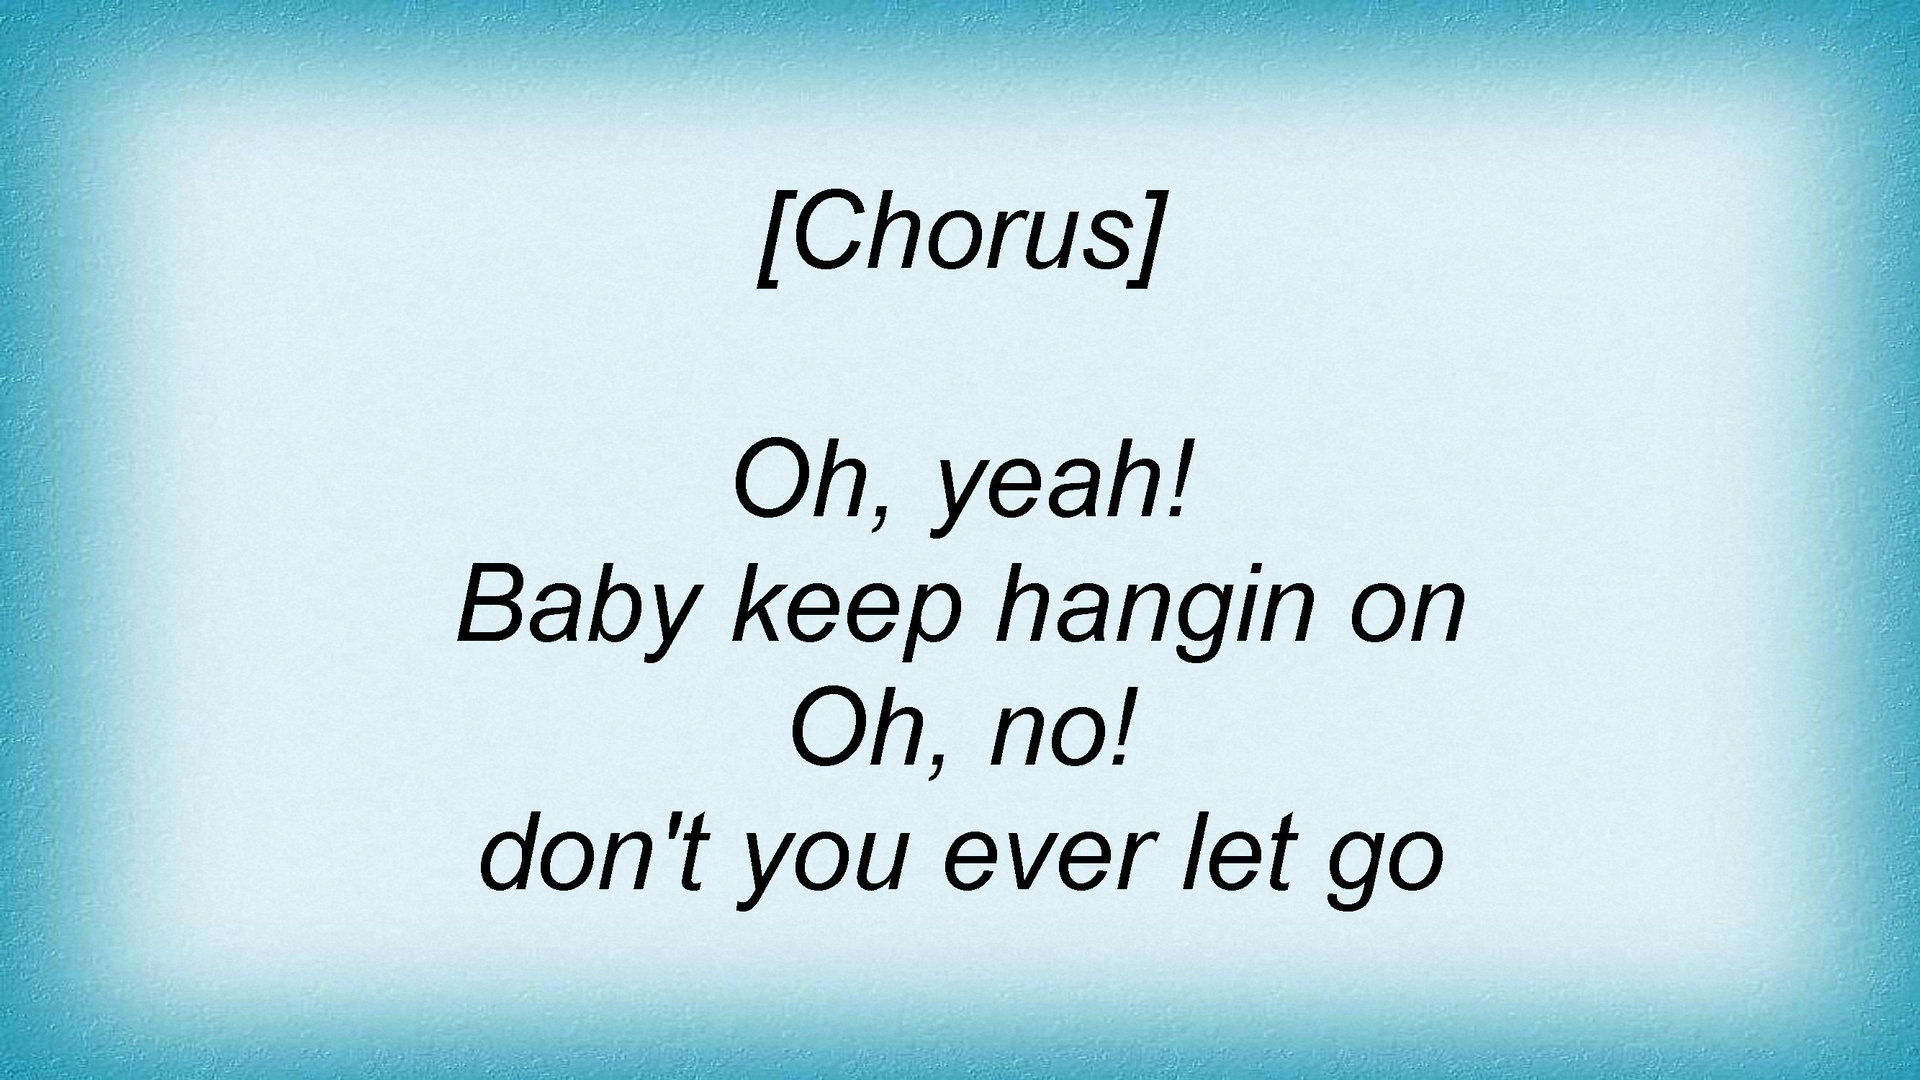 [Chorus]
Oh, yeah!
Baby keep hangin on
Oh, no!
don't you ever let go